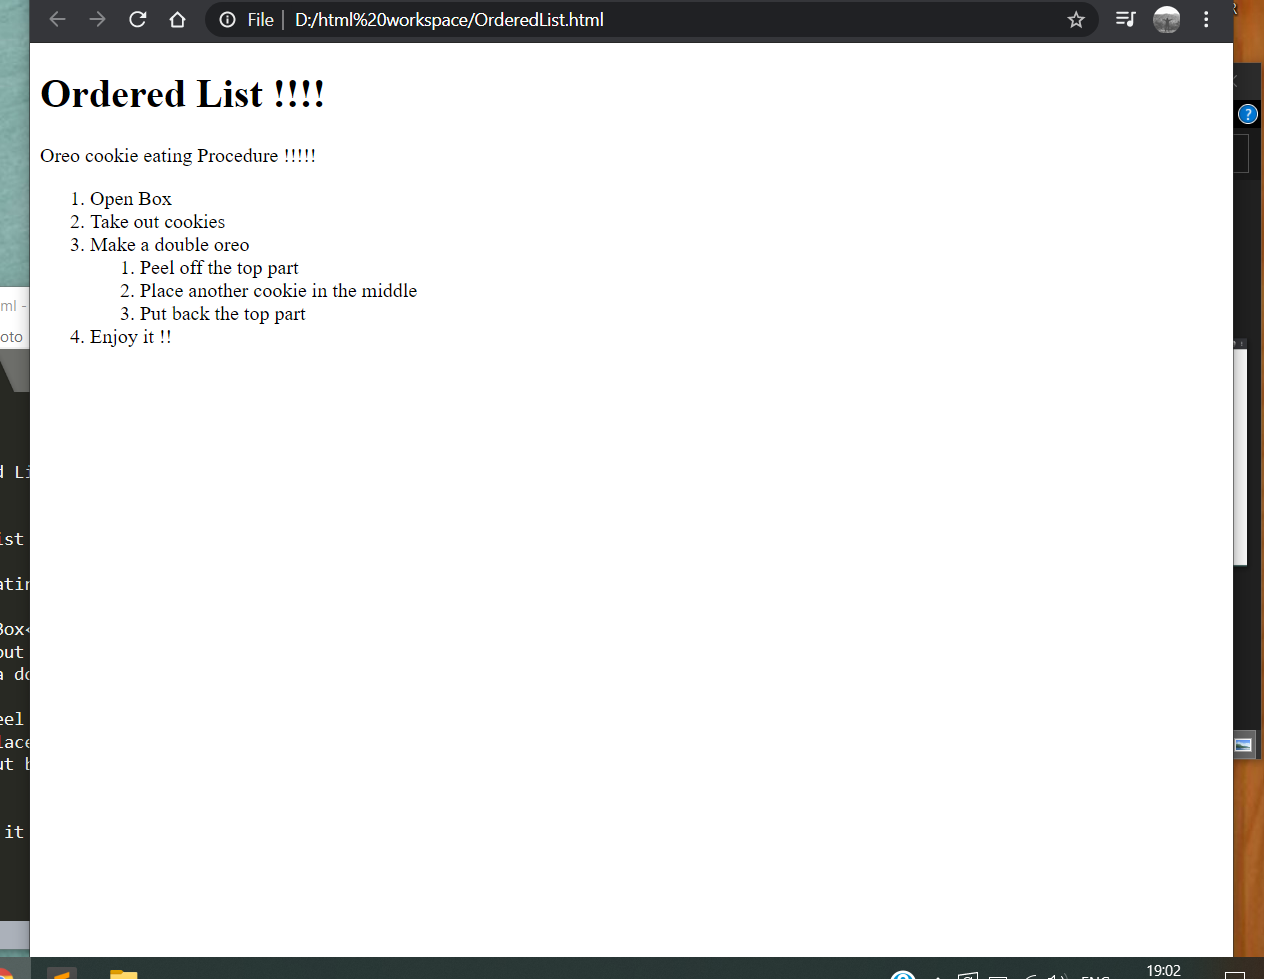 File D:/html%20workspace/OrderedList.html
Ordered List !!!!
Oreo cookie eating Procedure !!!!!
1. Open Box
2. Take out cookies
3. Make a double oreo
1. Peel off the top part
2. Place another cookie in the middle
3. Put back the top part
4. Enjoy it !!
ml -
oto
d Li
ist
atin
Box<
out
a do
eel
lace
ut b
it
19:02